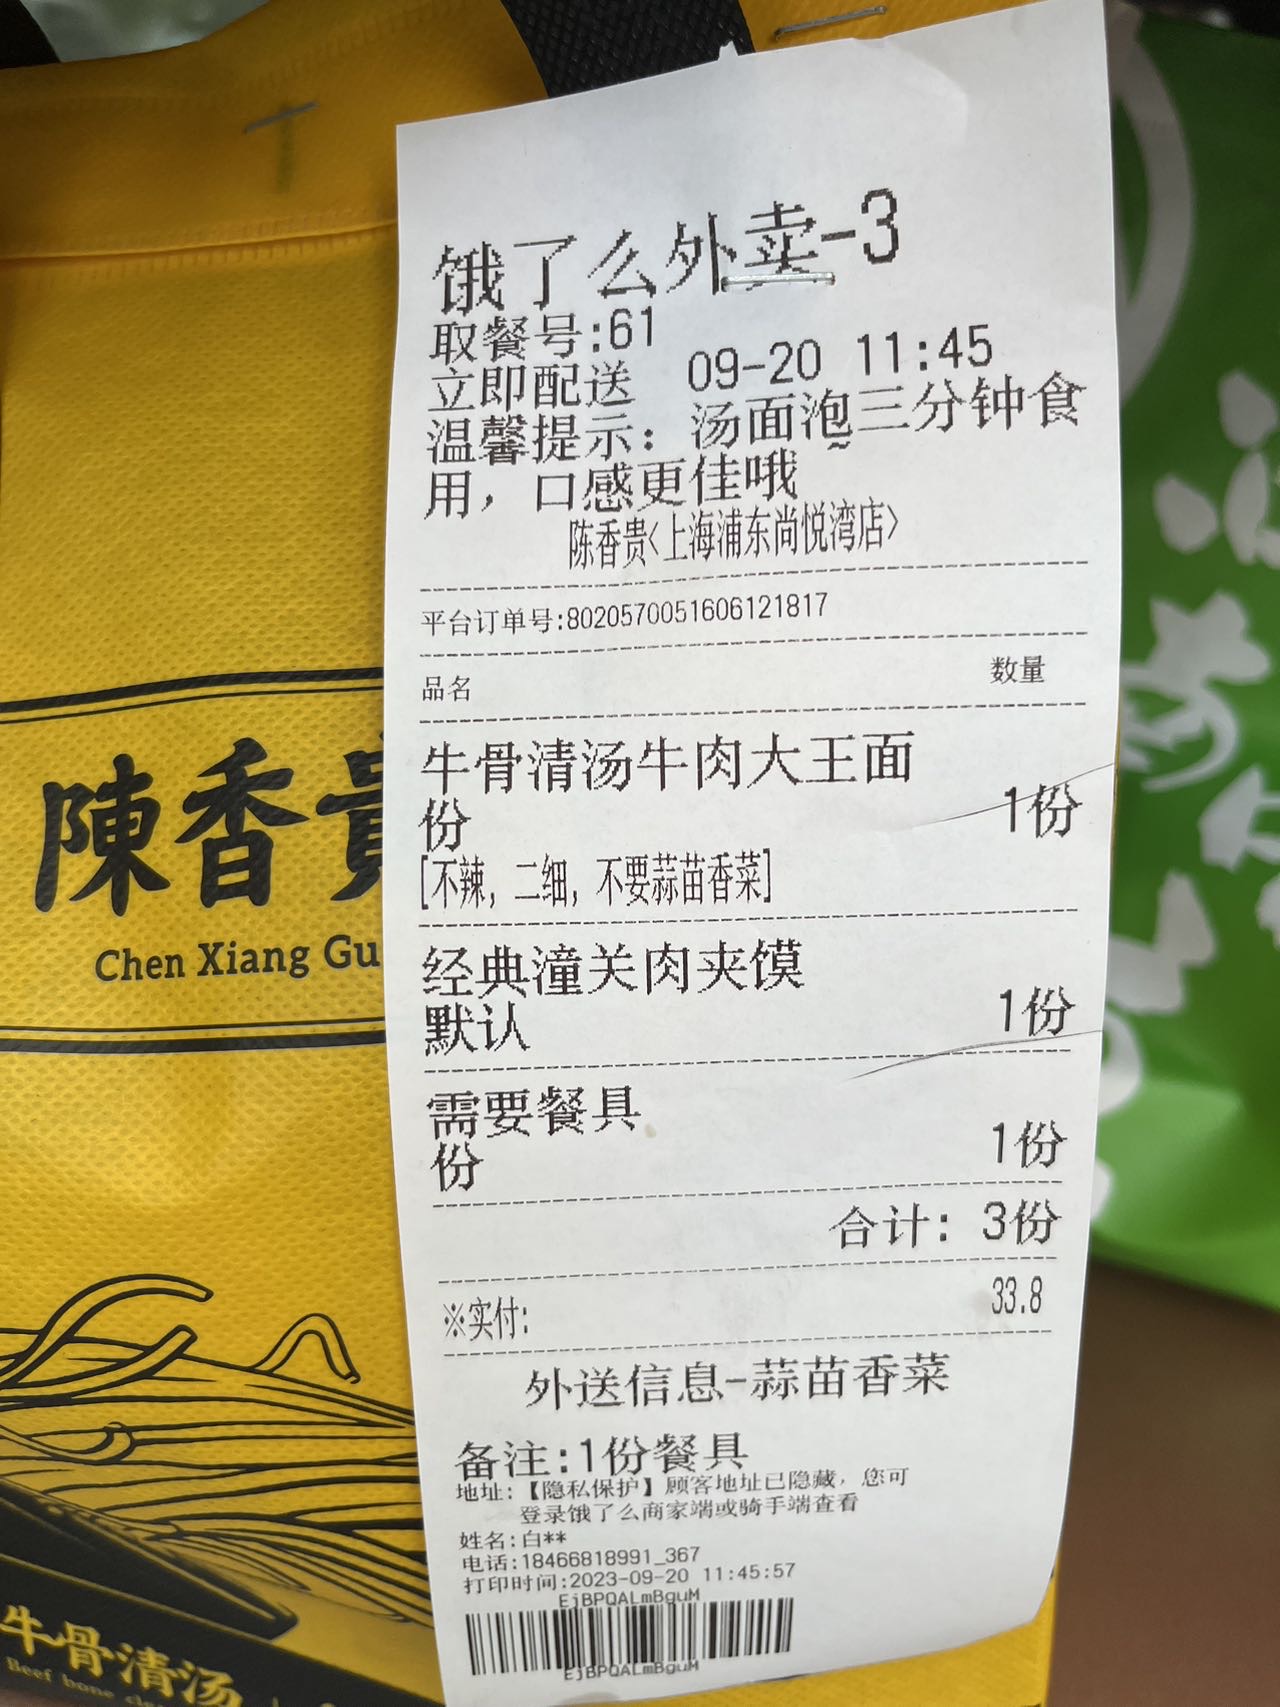 饿了么外卖-3
取餐号:61
立即配送 09-20 11:45
温馨提示：汤面泡三分钟食
用，口感更佳哦~
陈香贵<上海浦东尚悦湾店>
平台订单号:8020570051606121817
品名 数量
牛骨清汤牛肉大王面
份 1份
[不辣, 二细, 不要蒜苗香菜]
经典潼关肉夹馍
默认 1份
需要餐具
份 1份
合计: 3份
※实付: 33.8
外送信息-蒜苗香菜
备注:1份餐具
地址:【隐私保护】顾客地址已隐藏，您可
登录饿了么商家端或骑手端查看
姓名:白**
电话:18466818991_367
打印时间:2023-09-20 11:45:57
EjBPQALmBguM
EjBPQALmBguM
陳香貴
Chen Xiang Gu
牛骨清汤
Beef bone